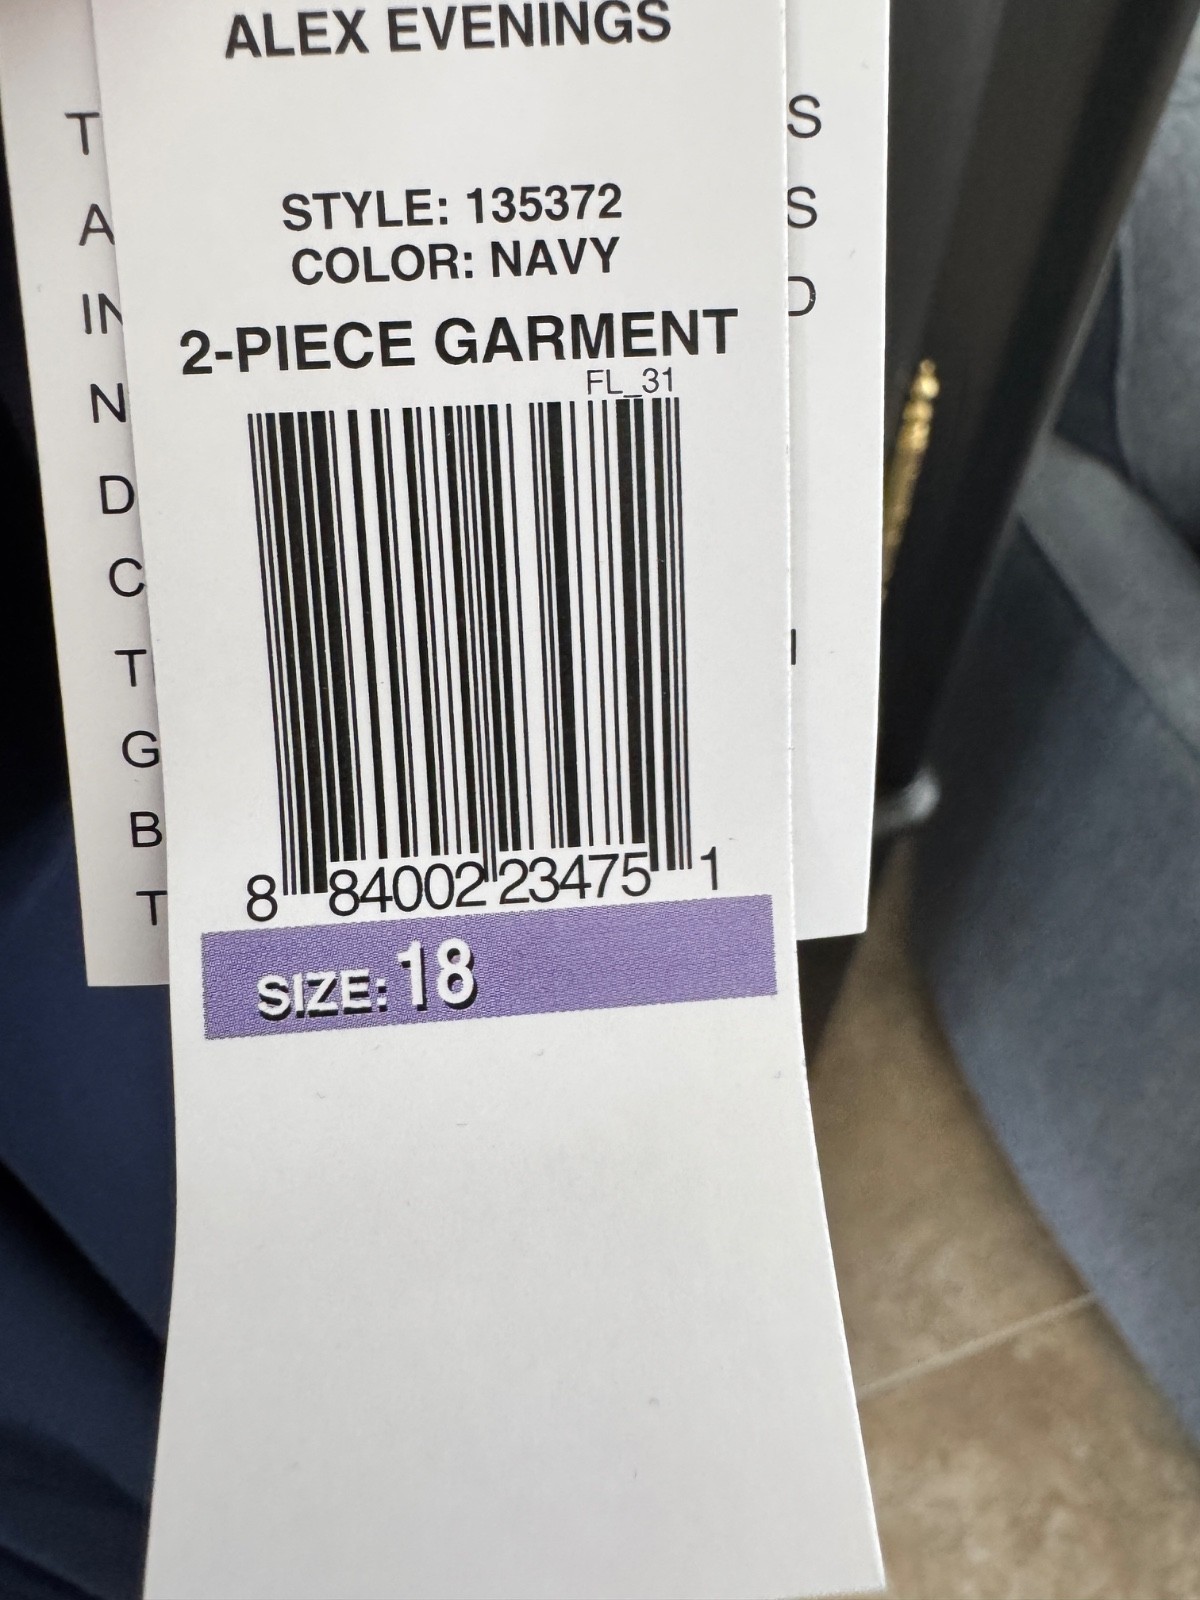 ALEX EVENINGS
STYLE: 135372
COLOR: NAVY
2-PIECE GARMENT
FL_31
8 84002 23475 1
SIZE: 18